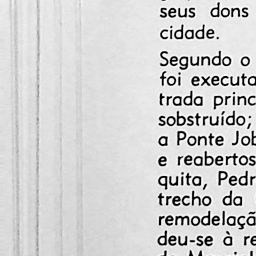 seus dons
cidade.
Segundo o
foi executa
trada princ
sobstruído;
a Ponte Job
e reabertos
quita, Pedr
trecho da
remodelaçã
deu-se à re